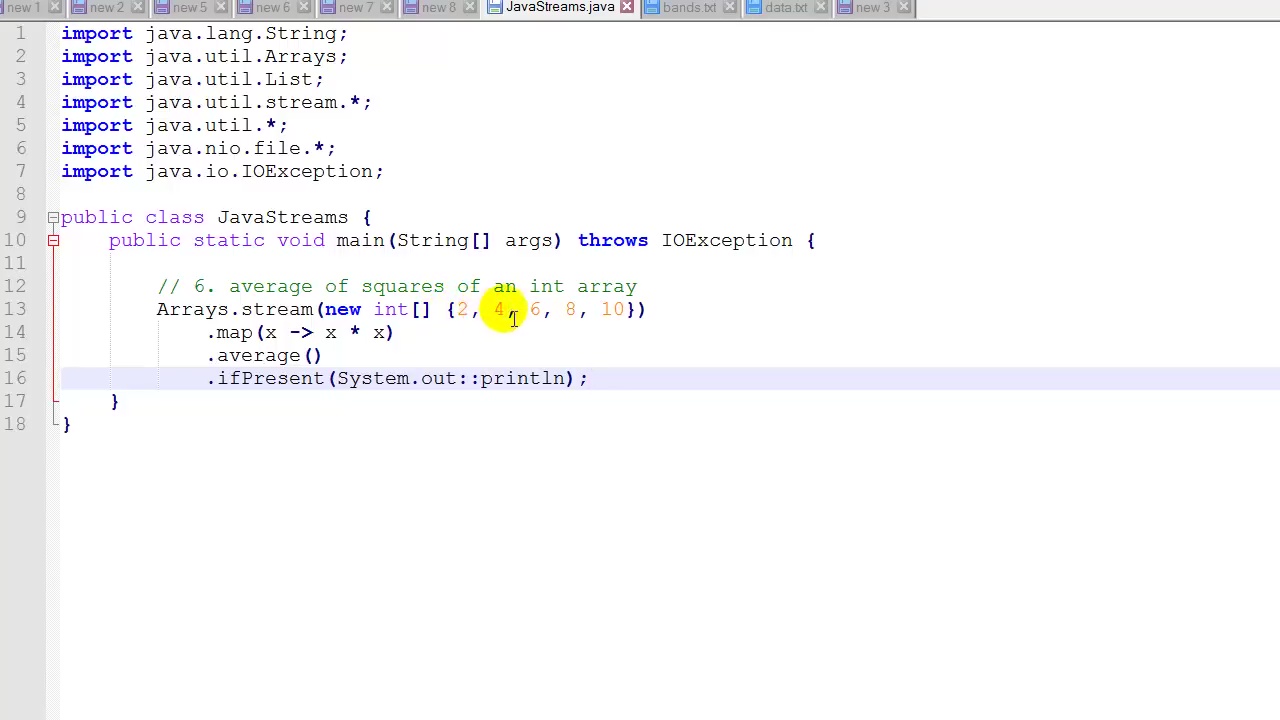 new 1 new 2 new 5 new 6 new 7 new 8 JavaStreams.java bands.txt data.txt new 3
1 import java.lang.String;
2 import java.util.Arrays;
3 import java.util.List;
4 import java.util.stream.*;
5 import java.util.*;
6 import java.nio.file.*;
7 import java.io.IOException;
8
9 public class JavaStreams {
10 public static void main(String[] args) throws IOException {
11
12 // 6. average of squares of an int array
13 Arrays.stream(new int[] {2, 4, 6, 8, 10})
14 .map(x -> x * x)
15 .average()
16 .ifPresent(System.out::println);
17 }
18 }